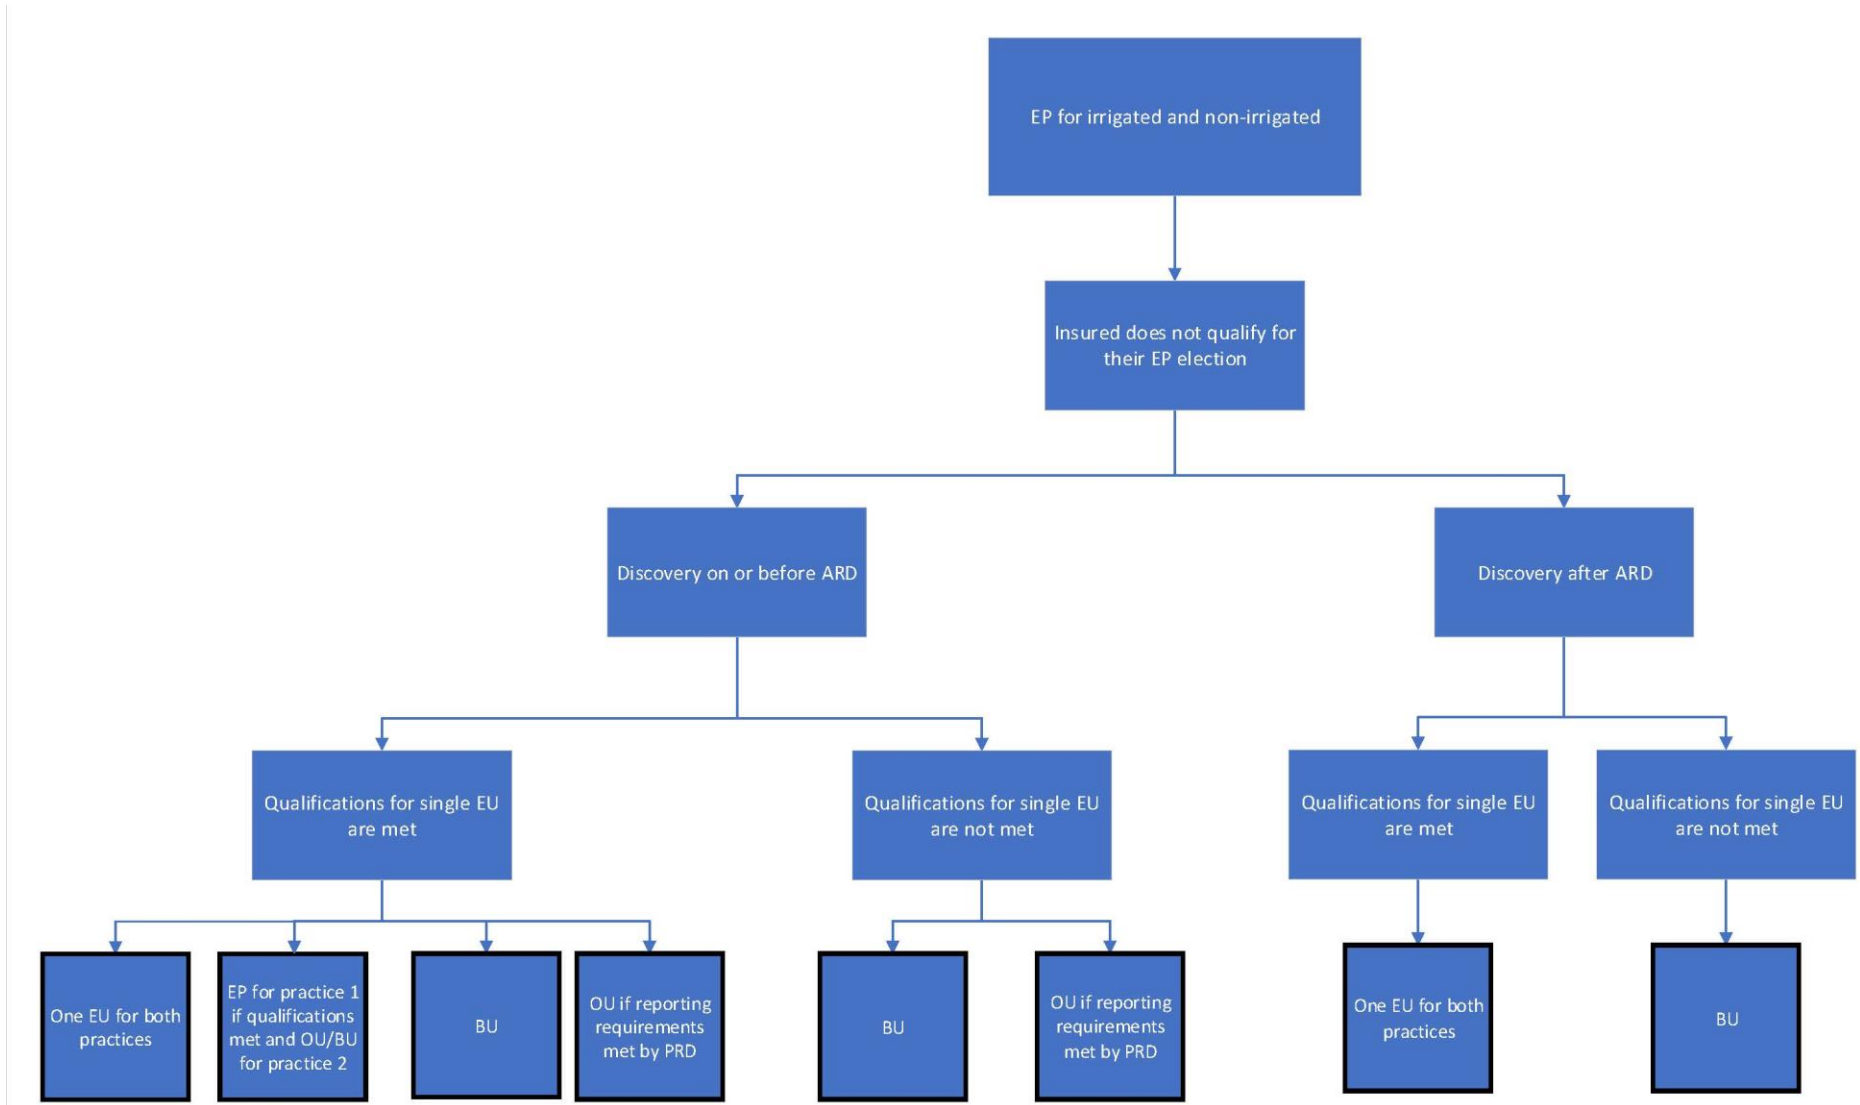 EP for irrigated and non-irrigated
Insured does not qualify for
their EP election
Discovery on or before ARD
Discovery after ARD
Qualifications for single EU
are met
Qualifications for single EU
are not met
Qualifications for single EU
are met
Qualifications for single EU
are not met
One EU for both
practices
EP for practice 1
if qualifications
met and OU/BU
for practice 2
BU
OU if reporting
requirements
met by PRD
BU
OU if reporting
requirements
met by PRD
One EU for both
practices
BU